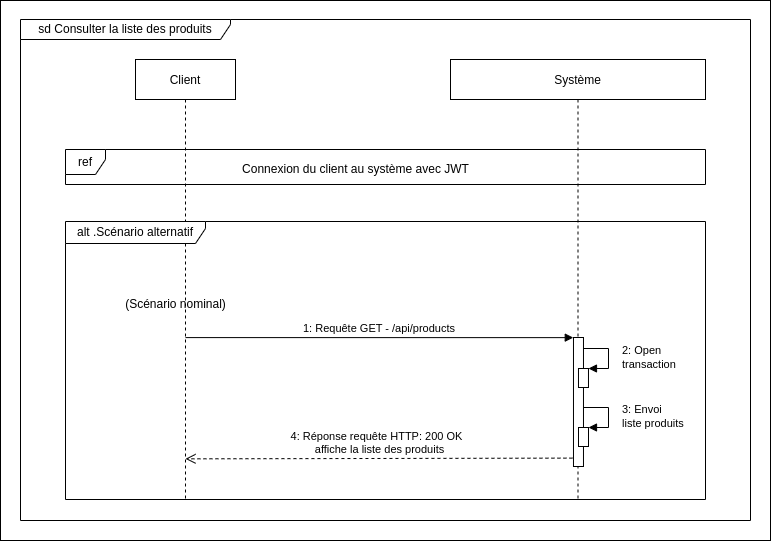 sd Consulter la liste des produits
Client
Système
ref
Connexion du client au système avec JWT
alt .Scénario alternatif
(Scénario nominal)
1: Requête GET - /api/products
2: Open
transaction
3: Envoi
liste produits
4: Réponse requête HTTP: 200 OK
affiche la liste des produits